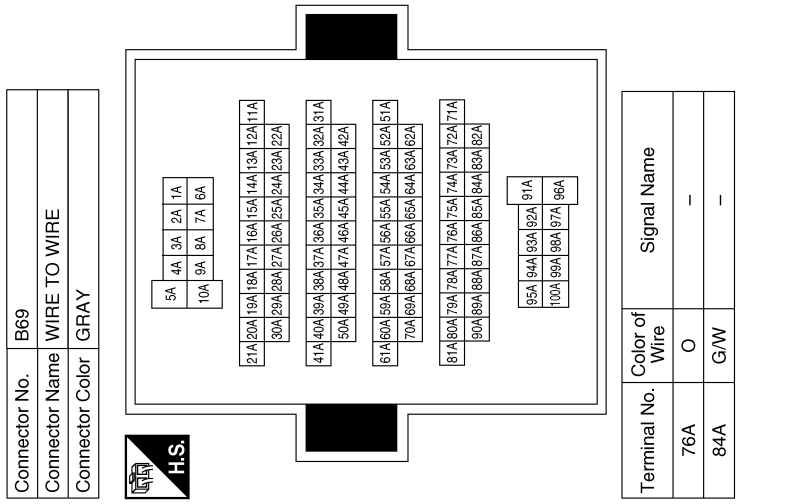 Connector No. B69
Connector Name WIRE TO WIRE
Connector Color GRAY
H.S.
5A 4A 3A 2A 1A
10A 9A 8A 7A 6A
21A 20A 19A 18A 17A 16A 15A 14A 13A 12A 11A
30A 29A 28A 27A 26A 25A 24A 23A 22A
41A 40A 39A 38A 37A 36A 35A 34A 33A 32A 31A
50A 49A 48A 47A 46A 45A 44A 43A 42A
61A 60A 59A 58A 57A 56A 55A 54A 53A 52A 51A
70A 69A 68A 67A 66A 65A 64A 63A 62A
81A 80A 79A 78A 77A 76A 75A 74A 73A 72A 71A
90A 89A 88A 87A 86A 85A 84A 83A 82A
95A 94A 93A 92A 91A
100A 99A 98A 97A 96A
Terminal No. Color of Wire Signal Name
76A O –
84A G/W –